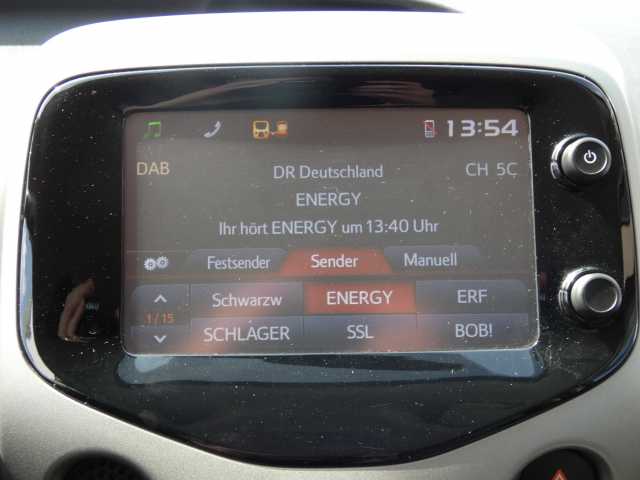 13:54
DAB DR Deutschland CH 5C
ENERGY
Ihr hört ENERGY um 13:40 Uhr
Festsender Sender Manuell
Schwarzw ENERGY ERF
1/15
SCHLAGER SSL BOB!